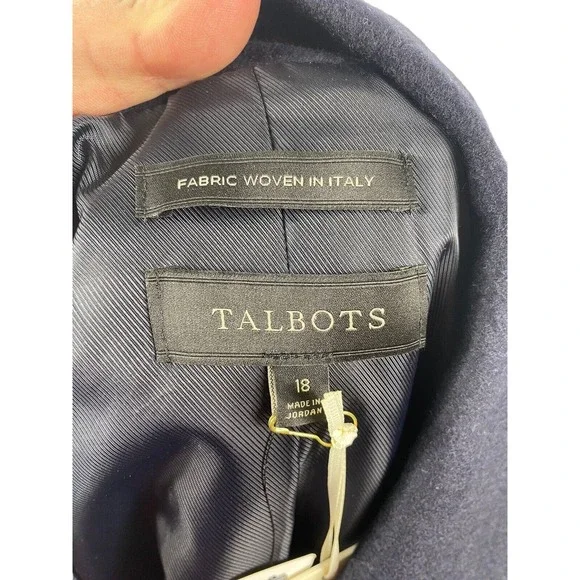 FABRIC WOVEN IN ITALY
TALBOTS
18
MADE IN
JORDAN